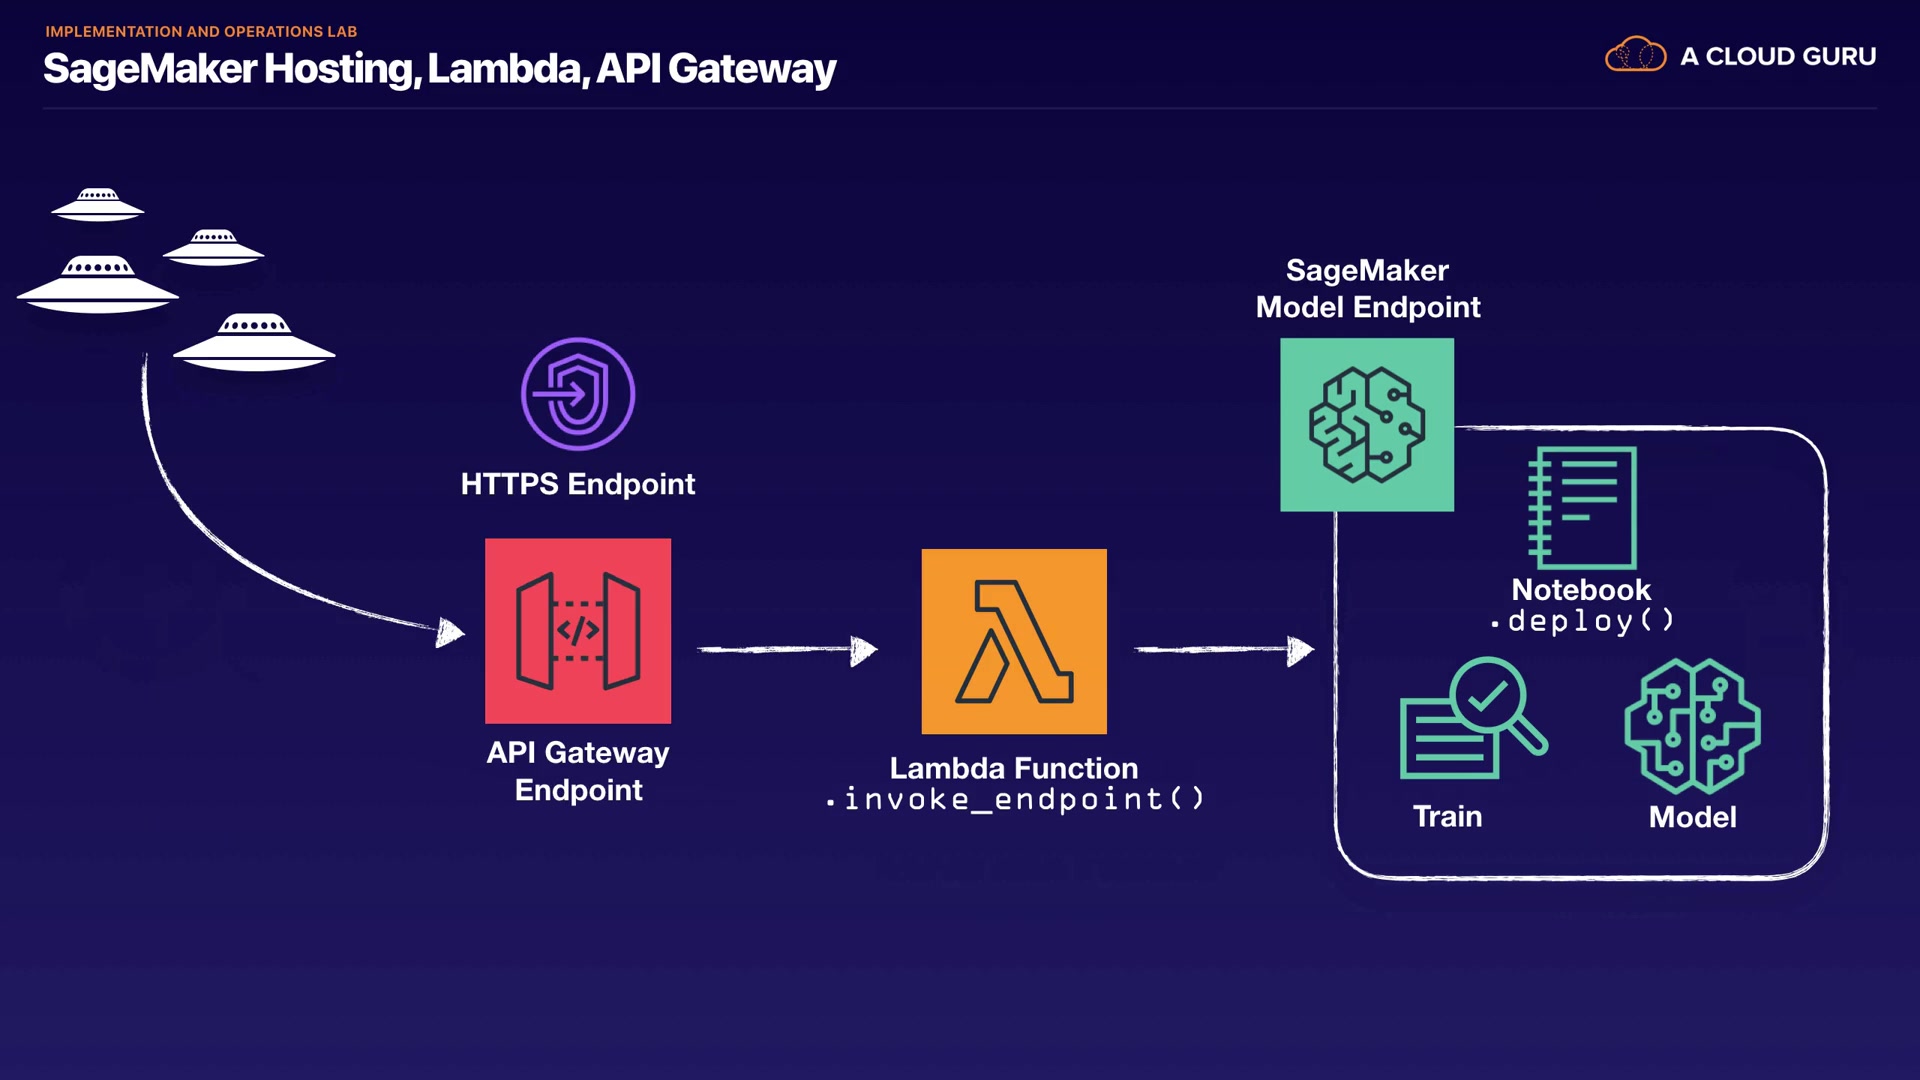 IMPLEMENTATION AND OPERATIONS LAB
SageMaker Hosting, Lambda, API Gateway
A CLOUD GURU
SageMaker
Model Endpoint
HTTPS Endpoint
</>
API Gateway
Endpoint
Lambda Function
.invoke_endpoint()
Notebook
.deploy()
Train
Model